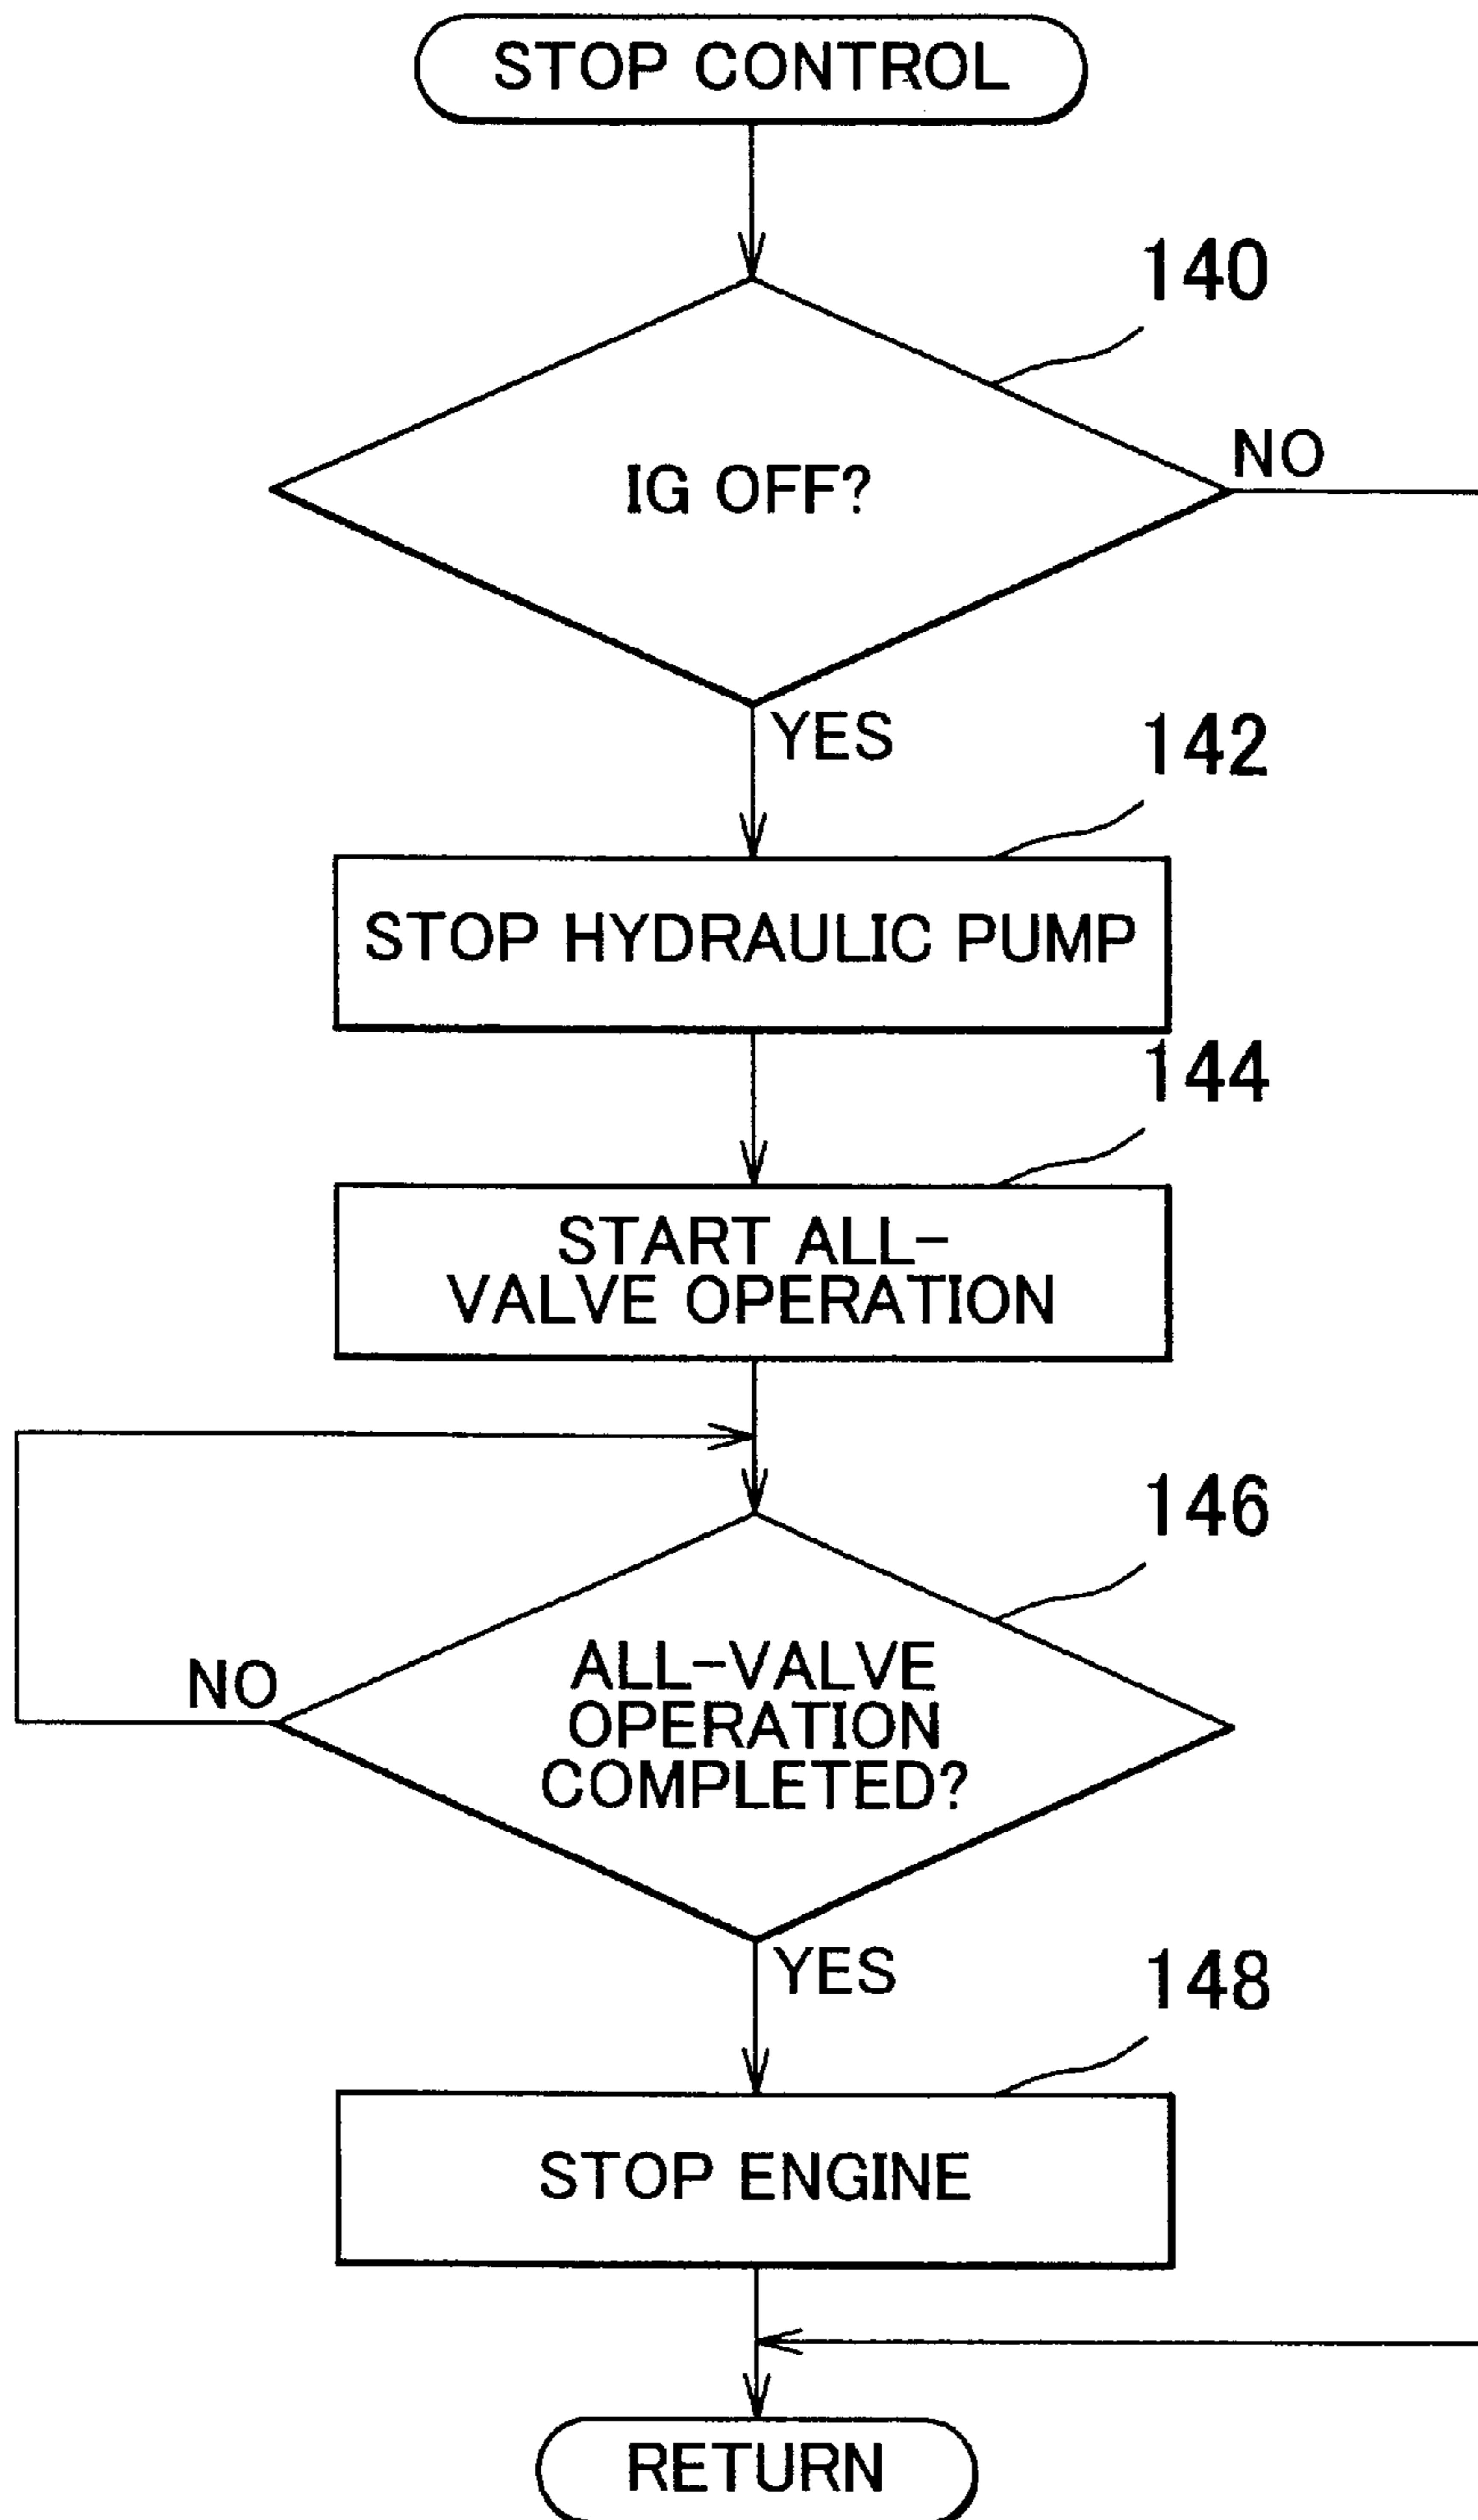 STOP CONTROL
140
IG OFF?
NO
YES
142
STOP HYDRAULIC PUMP
144
START ALL-
VALVE OPERATION
146
ALL-VALVE
OPERATION
COMPLETED?
NO
YES
148
STOP ENGINE
RETURN